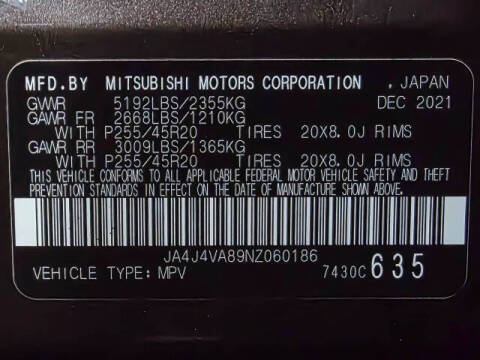 MFD.BY MITSUBISHI MOTORS CORPORATION , JAPAN
GVWR 5192LBS/2355KG DEC 2021
GAWR FR 2668LBS/1210KG
WITH P255/45R20 TIRES 20X8.0J RIMS
GAWR RR 3009LBS/1365KG
WITH P255/45R20 TIRES 20X8.0J RIMS
THIS VEHICLE CONFORMS TO ALL APPLICABLE FEDERAL MOTOR VEHICLE SAFETY AND THEFT
PREVENTION STANDARDS IN EFFECT ON THE DATE OF MANUFACTURE SHOWN ABOVE.
JA4J4VA89NZ060186
VEHICLE TYPE: MPV 7430C 635